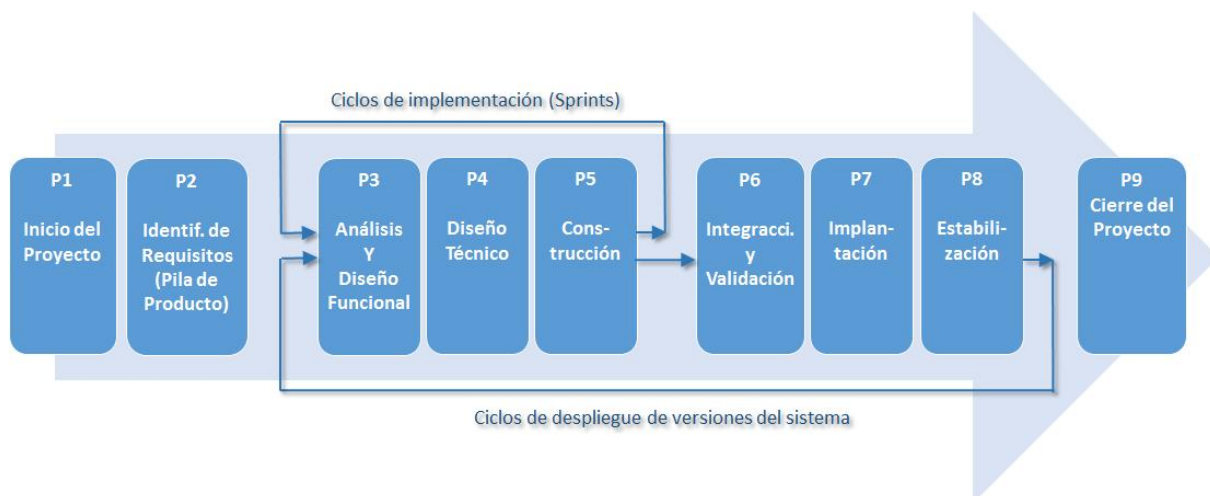 Ciclos de implementación (Sprints)
P1
Inicio del
Proyecto
P2
Identif. de
Requisitos
(Pila de
Producto)
P3
Análisis
Y
Diseño
Funcional
P4
Diseño
Técnico
P5
Cons-
trucción
P6
Integracci.
y
Validación
P7
Implan-
tación
P8
Estabili-
zación
P9
Cierre del
Proyecto
Ciclos de despliegue de versiones del sistema